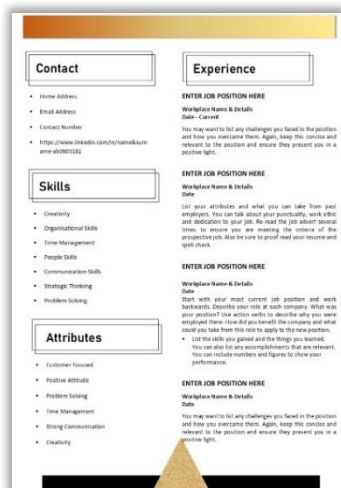 Contact
• Home Address
• Email Address
• Contact Number
• https://www.linkedin.com/in/name&surn
ame-ab0605181
Skills
• Creativity
• Organisational Skills
• Time Management
• People Skills
• Communication Skills
• Strategic Thinking
• Problem Solving
Attributes
• Customer Focused
• Positive Attitude
• Problem Solving
• Time Management
• Strong Communication
• Creativity
Experience
ENTER JOB POSITION HERE
Workplace Name & Details
Date - Current
You may want to list any challenges you faced in the position
and how you overcame them. Again, keep this concise and
relevant to the position and ensure they present you in a
positive light.
ENTER JOB POSITION HERE
Workplace Name & Details
Date
List your attributes and what you can take from past
employers. You can talk about your punctuality, work ethic
and dedication to your job. Re-read the job advert several
times to ensure you are meeting the criteria of the
prospective job. Also be sure to proof read your resume and
spell check.
ENTER JOB POSITION HERE
Workplace Name & Details
Date
Start with your most current job position and work
backwards. Describe your role at each company. What was
your position? Use action verbs to describe why you were
employed there. How did you benefit the company and what
could you take from this role to apply to the new position.
• List the skills you gained and the things you learned.
You can also list any accomplishments that are relevant.
You can include numbers and figures to show your
performance.
ENTER JOB POSITION HERE
Workplace Name & Details
Date
You may want to list any challenges you faced in the position
and how you overcame them. Again, keep this concise and
relevant to the position and ensure they present you in a
positive light.